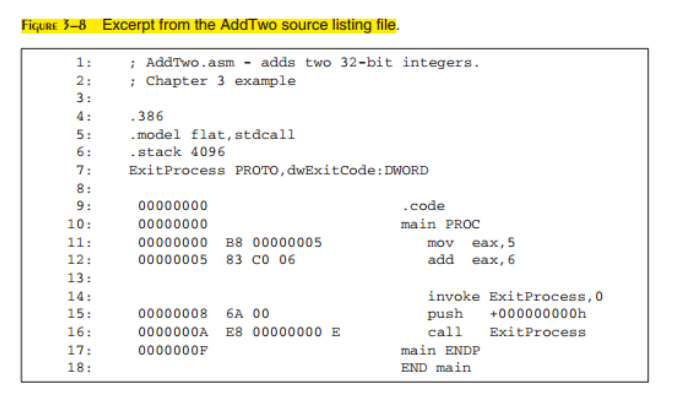 FIGURE 3–8 Excerpt from the AddTwo source listing file.
1: ; AddTwo.asm - adds two 32-bit integers.
2: ; Chapter 3 example
3:
4: .386
5: .model flat,stdcall
6: .stack 4096
7: ExitProcess PROTO,dwExitCode:DWORD
8:
9: 00000000 .code
10: 00000000 main PROC
11: 00000000 B8 00000005 mov eax,5
12: 00000005 83 C0 06 add eax,6
13:
14: invoke ExitProcess,0
15: 00000008 6A 00 push +000000000h
16: 0000000A E8 00000000 E call ExitProcess
17: 0000000F main ENDP
18: END main